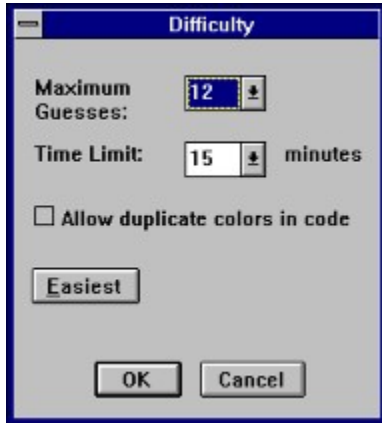 Difficulty
Maximum
Guesses:
12
Time Limit:
15
minutes
Allow duplicate colors in code
Easiest
OK
Cancel